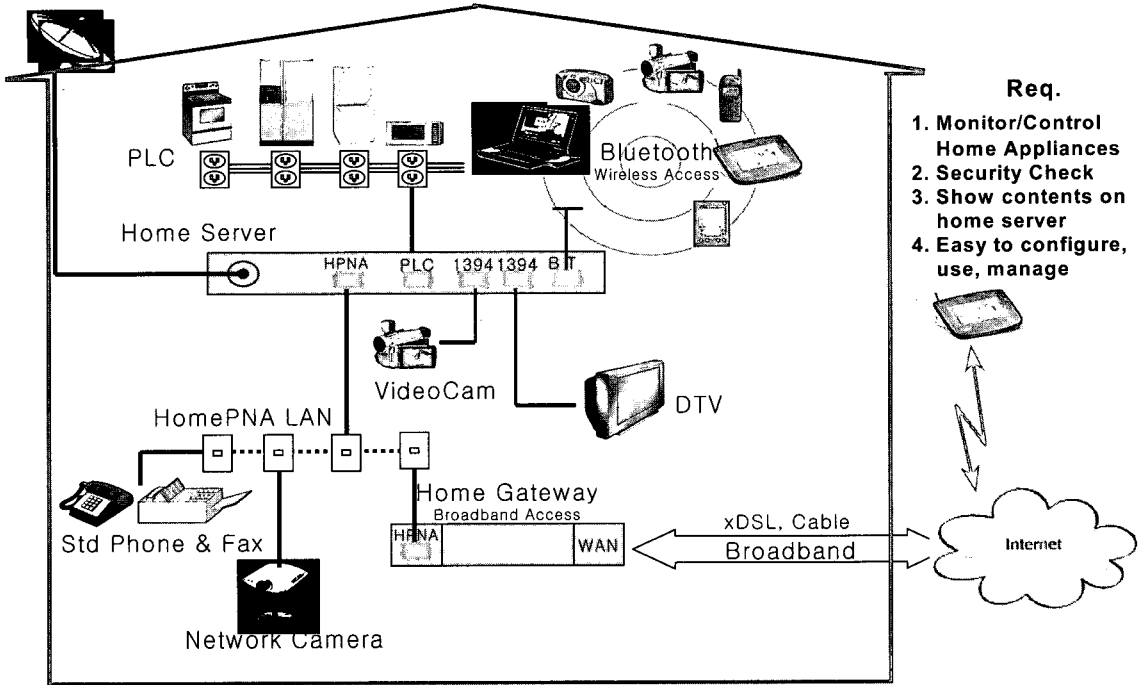 Req.
1. Monitor/Control
Home Appliances
2. Security Check
3. Show contents on
home server
4. Easy to configure,
use, manage
PLC
Bluetooth
Wireless Access
Home Server
HPNA PLC 1394 1394 BT
VideoCam
DTV
HomePNA LAN
Std Phone & Fax
Home Gateway
Broadband Access
HPNA
WAN
xDSL, Cable
Broadband
Internet
Network Camera